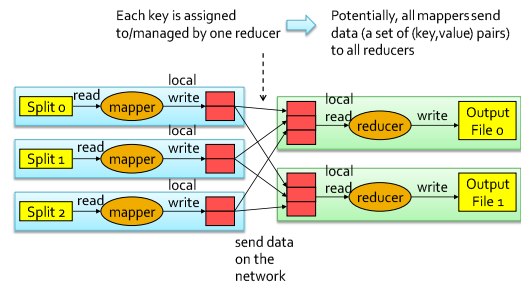 Each key is assigned
to/managed by one reducer
Potentially, all mappers send
data (a set of (key,value) pairs)
to all reducers
Split 0
read
mapper
local
write
Split 1
read
mapper
local
write
Split 2
read
mapper
local
write
local
read
reducer
write
Output
File 0
local
read
reducer
write
Output
File 1
send data
on the
network